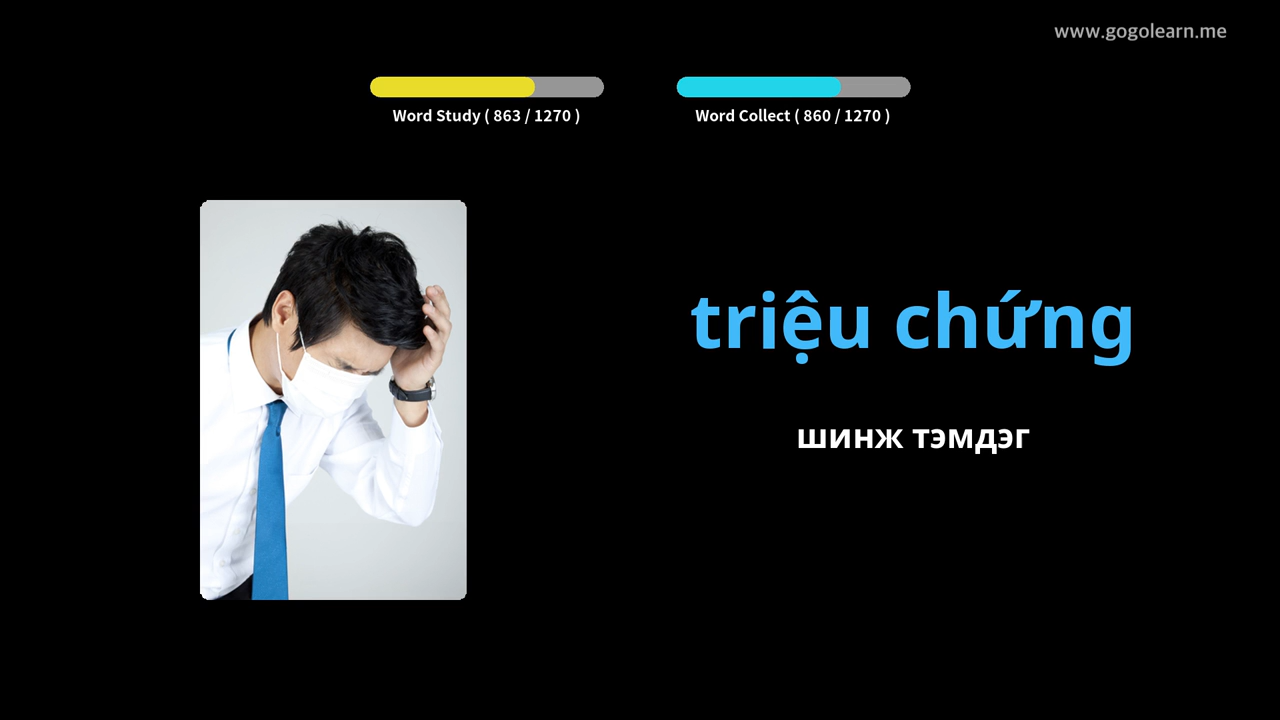 www.gogolearn.me
Word Study ( 863 / 1270 )
Word Collect ( 860 / 1270 )
triệu chứng
шинж тэмдэг